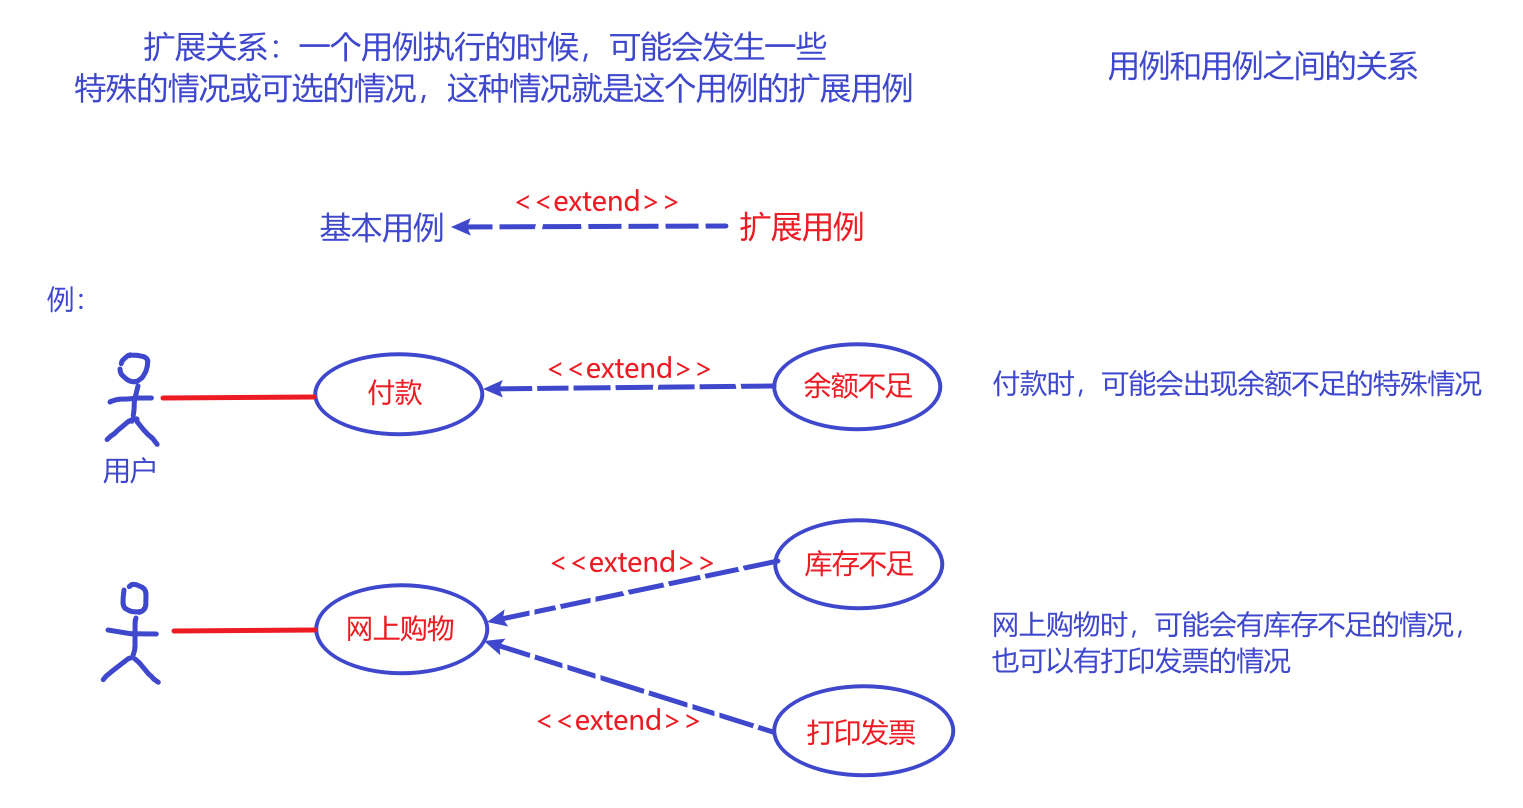 扩展关系：一个用例执行的时候，可能会发生一些
特殊的情况或可选的情况，这种情况就是这个用例的扩展用例
用例和用例之间的关系
<<extend>>
基本用例
扩展用例
例：
<<extend>>
付款
余额不足
付款时，可能会出现余额不足的特殊情况
用户
<<extend>>
库存不足
网上购物
网上购物时，可能会有库存不足的情况，
也可以有打印发票的情况
<<extend>>
打印发票